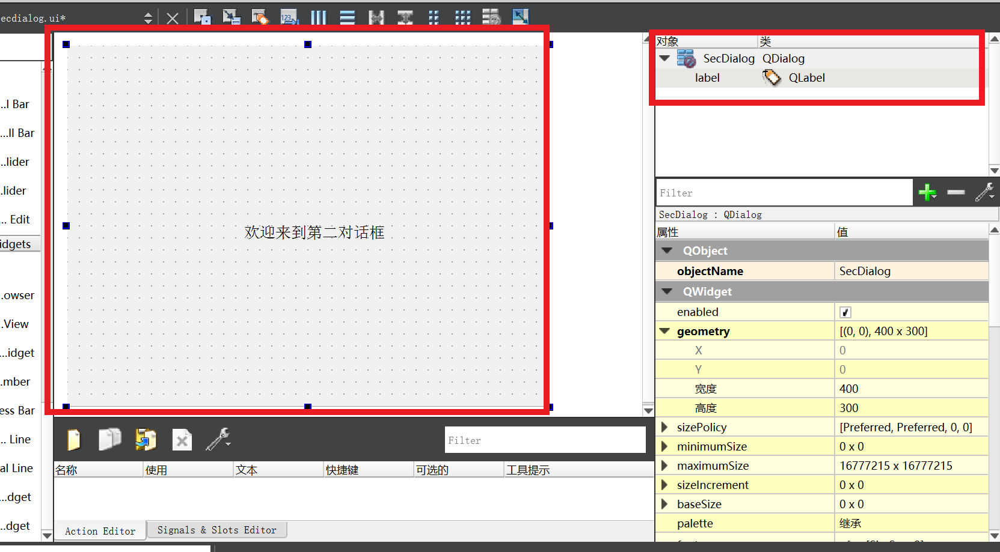 ecdialog.ui*
...l Bar
...ll Bar
...lider
..lider
... Edit
idgets
..owser
..View
...idget
..mber
ess Bar
... Line
al Line
...dget
...dget
欢迎来到第二对话框
Filter
名称 使用 文本 快捷键 可选的 工具提示
Action Editor Signals & Slots Editor
对象 类
SecDialog QDialog
label QLabel
Filter
SecDialog : QDialog
属性 值
QObject
objectName SecDialog
QWidget
enabled
geometry [(0, 0), 400 x 300]
X 0
Y 0
宽度 400
高度 300
sizePolicy [Preferred, Preferred, 0, 0]
minimumSize 0 x 0
maximumSize 16777215 x 16777215
sizeIncrement 0 x 0
baseSize 0 x 0
palette 继承